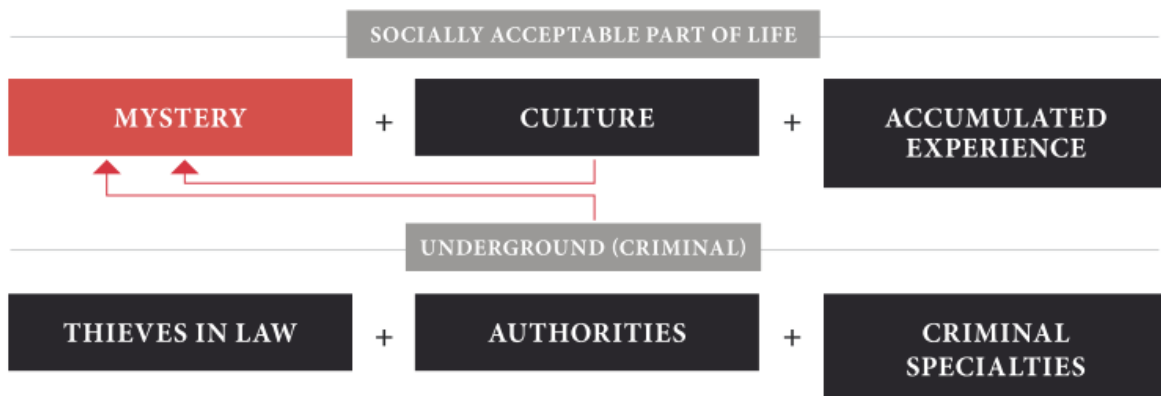 SOCIALLY ACCEPTABLE PART OF LIFE
MYSTERY + CULTURE + ACCUMULATED
EXPERIENCE
UNDERGROUND (CRIMINAL)
THIEVES IN LAW + AUTHORITIES + CRIMINAL
SPECIALTIES